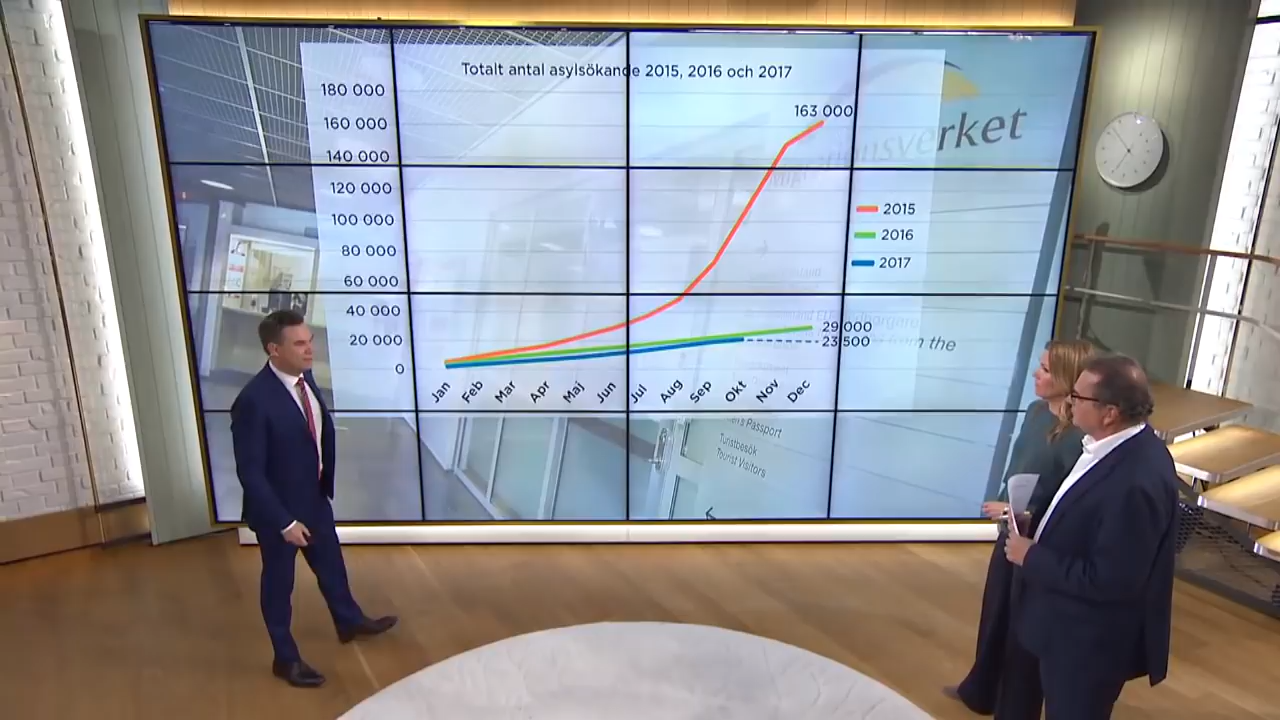 Totalt antal asylsökande 2015, 2016 och 2017
180 000
160 000
140 000
120 000
100 000
80 000
60 000
40 000
20 000
0
163 000
2015
2016
2017
29 000
23 500
Jan
Feb
Mar
Apr
Maj
Jun
Jul
Aug
Sep
Okt
Nov
Dec
from the
Passport
Turistbesök
Tourist Visitors